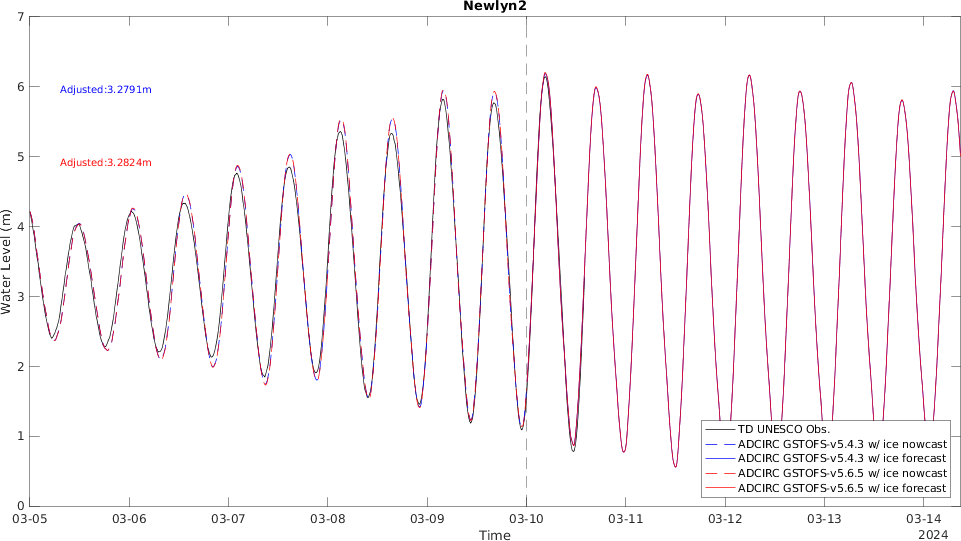 Newlyn2
7
6
5
4
3
2
1
0
Water Level (m)
Adjusted:3.2791m
Adjusted:3.2824m
TD UNESCO Obs.
ADCIRC GSTOFS-v5.4.3 w/ ice nowcast
ADCIRC GSTOFS-v5.4.3 w/ ice forecast
ADCIRC GSTOFS-v5.6.5 w/ ice nowcast
ADCIRC GSTOFS-v5.6.5 w/ ice forecast
03-05 03-06 03-07 03-08 03-09 03-10 03-11 03-12 03-13 03-14
Time
2024